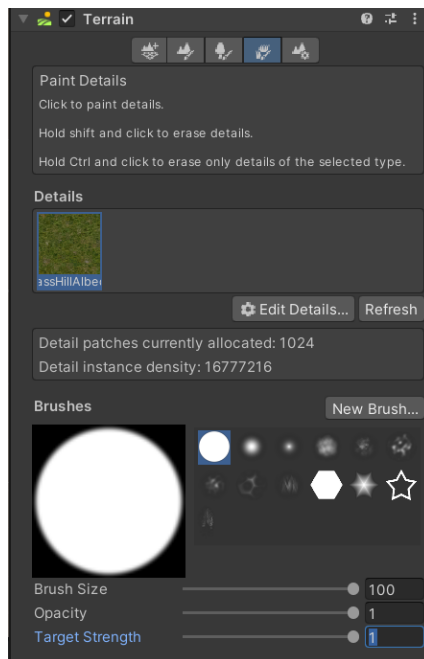 Terrain
Paint Details
Click to paint details.
Hold shift and click to erase details.
Hold Ctrl and click to erase only details of the selected type.
Details
assHillAlbe
Edit Details...
Refresh
Detail patches currently allocated: 1024
Detail instance density: 16777216
Brushes
New Brush...
Brush Size
100
Opacity
1
Target Strength
1